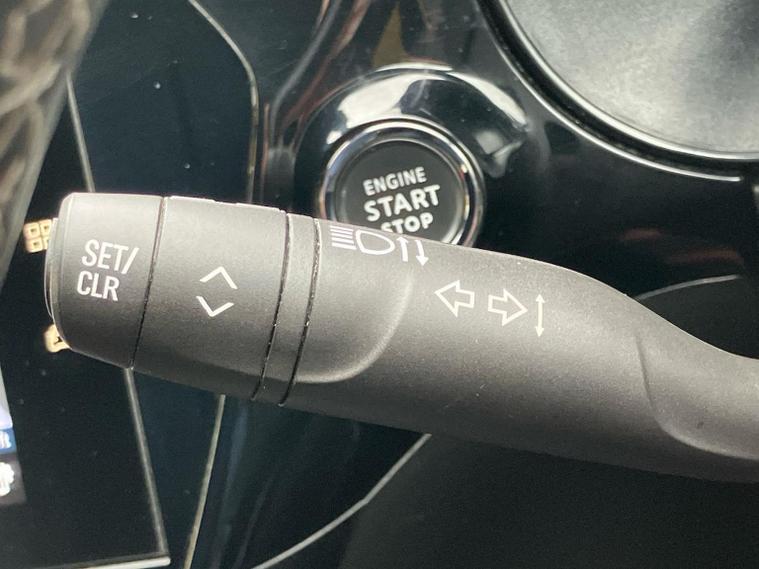 ENGINE
START
STOP
SET/
CLR